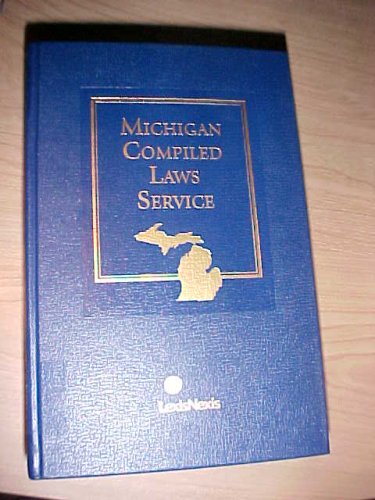 MICHIGAN
COMPILED
LAWS
SERVICE
LexisNexis